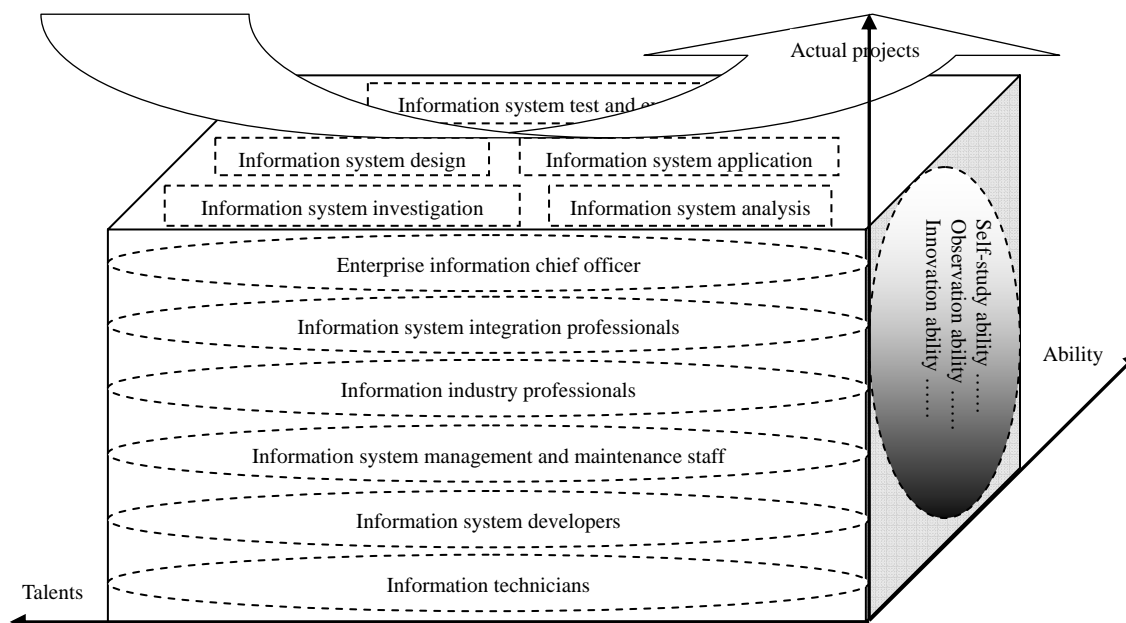 Actual projects
Information system test and
Information system design
Information system application
Information system investigation
Information system analysis
Enterprise information chief officer
Information system integration professionals
Information industry professionals
Information system management and maintenance staff
Information system developers
Information technicians
Self-study ability ……
Observation ability ……
Innovation ability ……
Ability
Talents